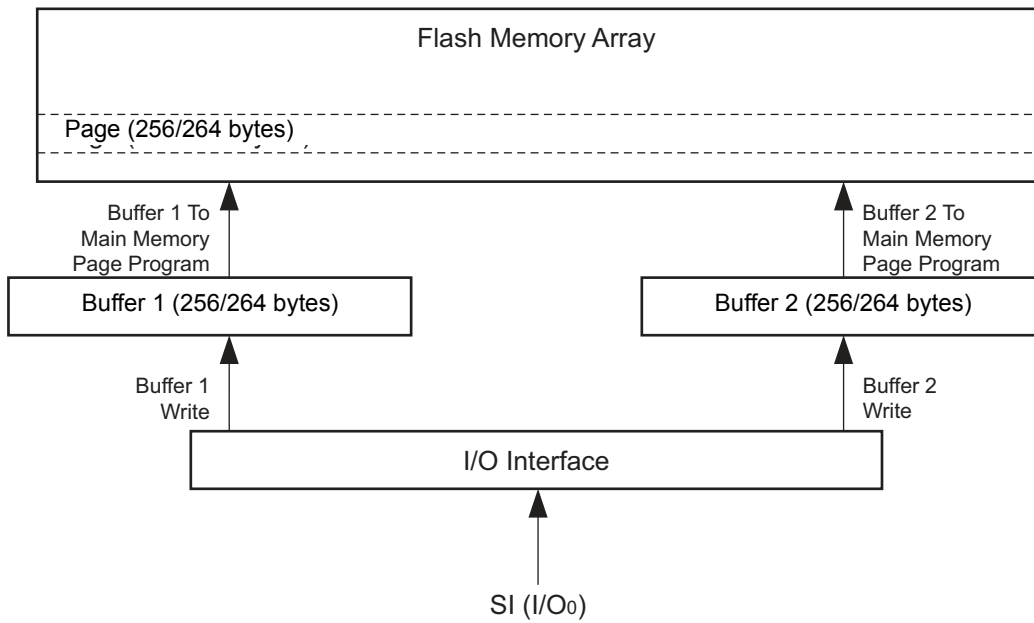 Flash Memory Array
Page (256/264 bytes)
Buffer 1 To
Main Memory
Page Program
Buffer 2 To
Main Memory
Page Program
Buffer 1 (256/264 bytes)
Buffer 2 (256/264 bytes)
Buffer 1
Write
Buffer 2
Write
I/O Interface
SI (I/O0)